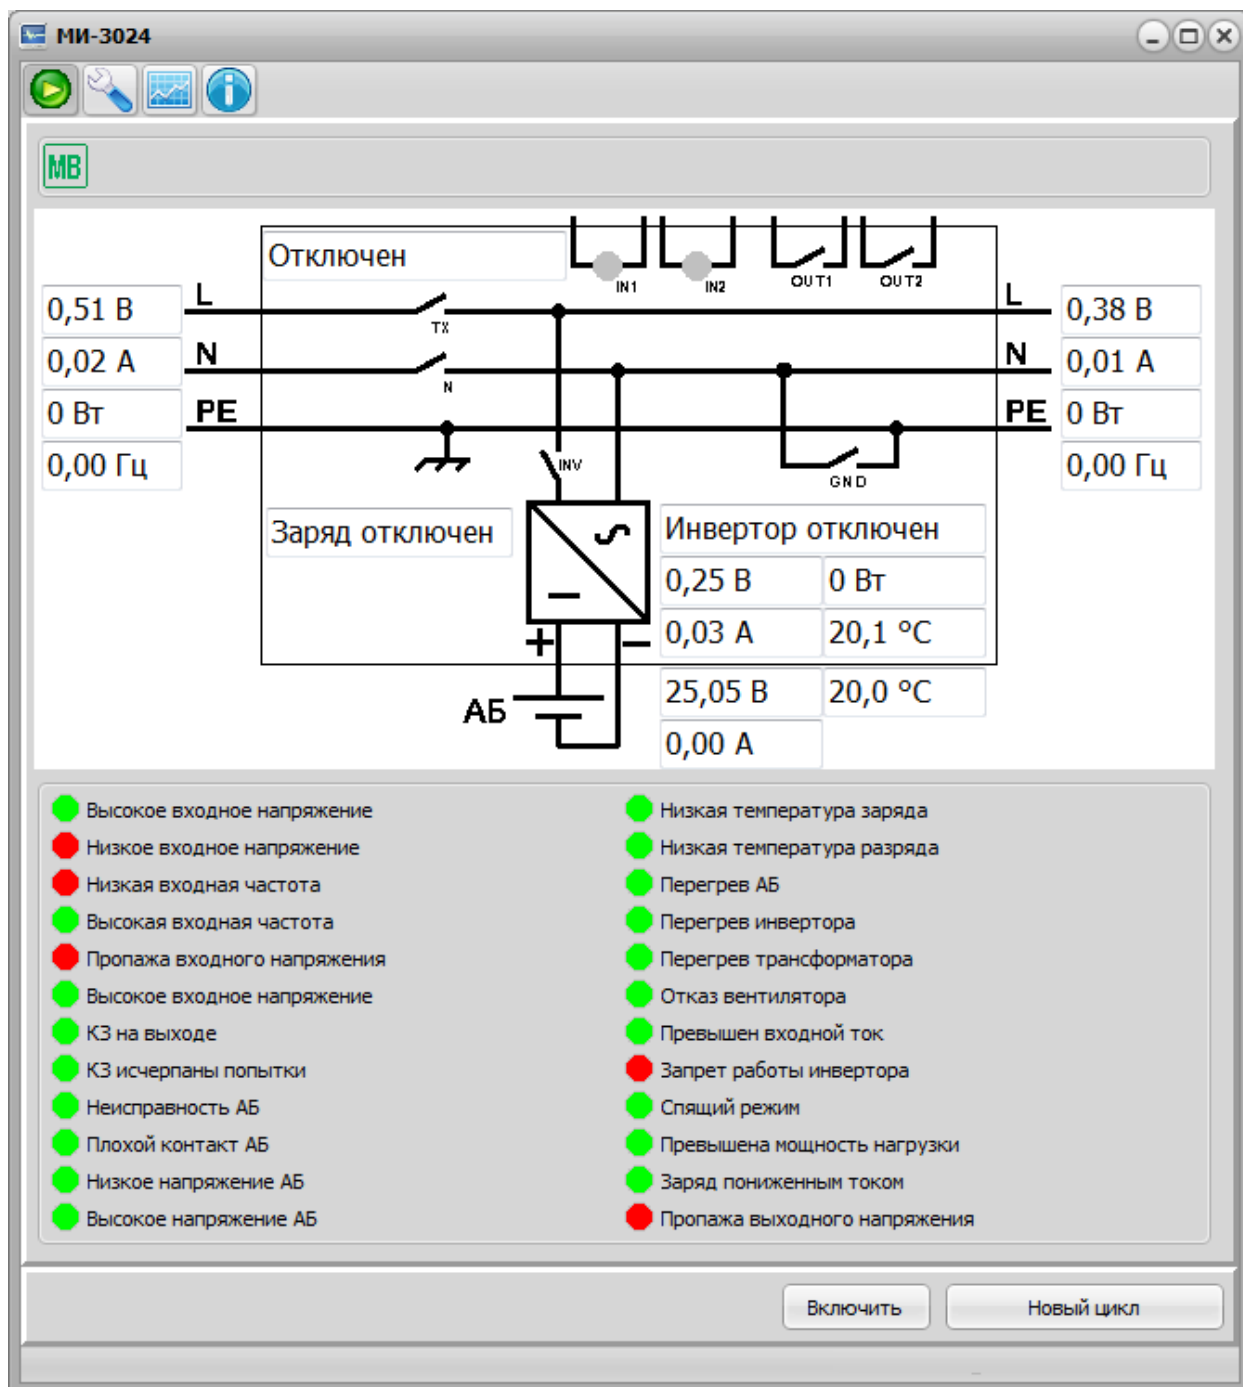 МИ-3024
MB
Отключен
IN1
IN2
OUT1
OUT2
0,51 В
L
TX
L
0,38 В
0,02 А
N
N
N
0,01 А
0 Вт
PE
PE
0 Вт
0,00 Гц
INV
GND
0,00 Гц
Заряд отключен
Инвертор отключен
0,25 В
0 Вт
0,03 А
20,1 °C
+
−
АБ
25,05 В
20,0 °C
0,00 А
Высокое входное напряжение
Низкое входное напряжение
Низкая входная частота
Высокая входная частота
Пропажа входного напряжения
Высокое входное напряжение
КЗ на выходе
КЗ исчерпаны попытки
Неисправность АБ
Плохой контакт АБ
Низкое напряжение АБ
Высокое напряжение АБ
Низкая температура заряда
Низкая температура разряда
Перегрев АБ
Перегрев инвертора
Перегрев трансформатора
Отказ вентилятора
Превышен входной ток
Запрет работы инвертора
Спящий режим
Превышена мощность нагрузки
Заряд пониженным током
Пропажа выходного напряжения
Включить
Новый цикл